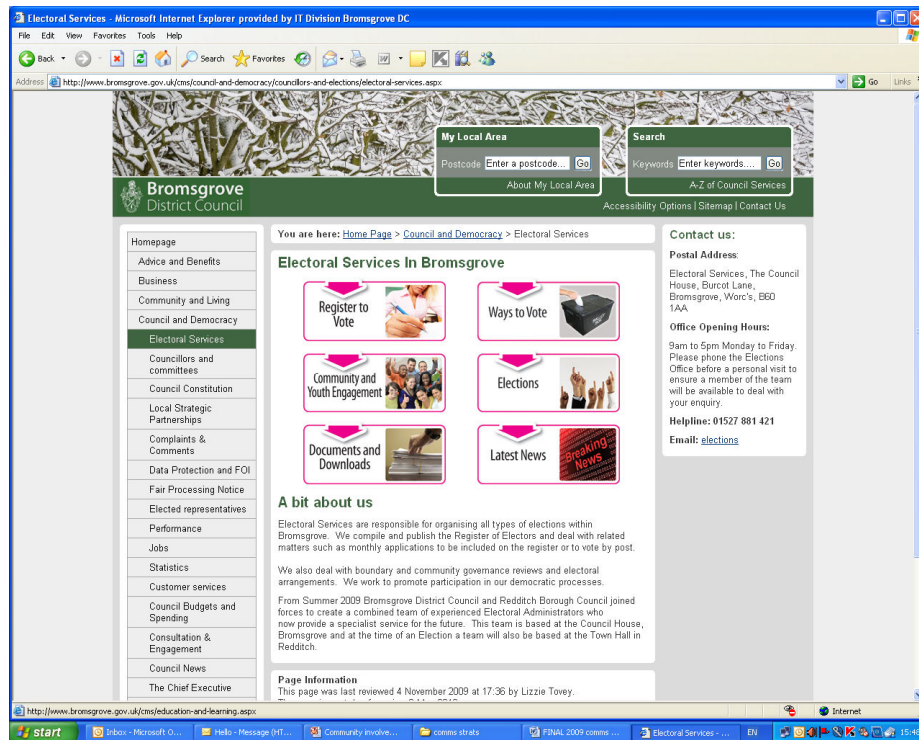 Electoral Services - Microsoft Internet Explorer provided by IT Division Bromsgrove DC
File Edit View Favorites Tools Help
Back Search Favorites
Address http://www.bromsgrove.gov.uk/cms/council-and-democracy/councillors-and-elections/electoral-services.aspx Go Links
My Local Area
Postcode Enter a postcode... Go
About My Local Area
Search
Keywords Enter keywords.... Go
A-Z of Council Services
Bromsgrove
District Council
Accessibility Options | Sitemap | Contact Us
Homepage
Advice and Benefits
Business
Community and Living
Council and Democracy
Electoral Services
Councillors and
committees
Council Constitution
Local Strategic
Partnerships
Complaints &
Comments
Data Protection and FOI
Fair Processing Notice
Elected representatives
Performance
Jobs
Statistics
Customer services
Council Budgets and
Spending
Consultation &
Engagement
Council News
The Chief Executive
You are here: Home Page > Council and Democracy > Electoral Services
Electoral Services In Bromsgrove
Register to
Vote
Ways to Vote
Community and
Youth Engagement
Elections
Documents and
Downloads
Latest News
Breaking
News
A bit about us
Electoral Services are responsible for organising all types of elections within
Bromsgrove. We compile and publish the Register of Electors and deal with related
matters such as monthly applications to be included on the register or to vote by post.
We also deal with boundary and community governance reviews and electoral
arrangements. We work to promote participation in our democratic processes.
From Summer 2009 Bromsgrove District Council and Redditch Borough Council joined
forces to create a combined team of experienced Electoral Administrators who
now provide a specialist service for the future. This team is based at the Council House,
Bromsgrove and at the time of an Election a team will also be based at the Town Hall in
Redditch.
Page Information
This page was last reviewed 4 November 2009 at 17:36 by Lizzie Tovey.
Contact us:
Postal Address:
Electoral Services, The Council
House, Burcot Lane,
Bromsgrove, Worc's, B60
1AA
Office Opening Hours:
9am to 5pm Monday to Friday.
Please phone the Elections
Office before a personal visit to
ensure a member of the team
will be available to deal with
your enquiry.
Helpline: 01527 881 421
Email: elections
http://www.bromsgrove.gov.uk/cms/education-and-learning.aspx Internet
start Inbox - Microsoft O... Hello - Message (HT... Community involve... comms strats FINAL 2009 comms ... Electoral Services - ... EN 15:46